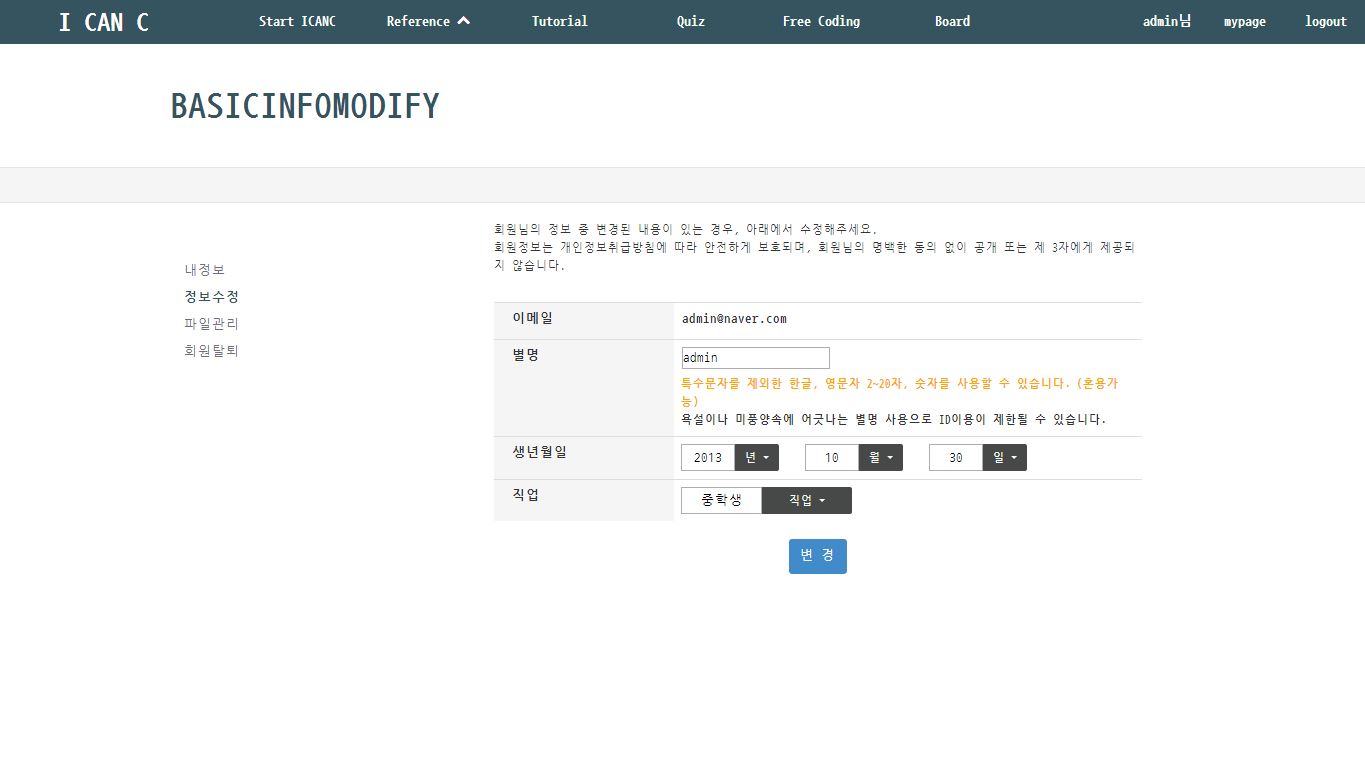 I CAN C Start ICANC Reference Tutorial Quiz Free Coding Board admin님 mypage logout
BASICINFOMODIFY
내정보
정보수정
파일관리
회원탈퇴
회원님의 정보 중 변경된 내용이 있는 경우, 아래에서 수정해주세요.
회원정보는 개인정보취급방침에 따라 안전하게 보호되며, 회원님의 명백한 동의 없이 공개 또는 제 3자에게 제공되
지 않습니다.
이메일 admin@naver.com
별명 admin
특수문자를 제외한 한글, 영문자 2~20자, 숫자를 사용할 수 있습니다. (혼용가
능)
욕설이나 미풍양속에 어긋나는 별명 사용으로 ID이용이 제한될 수 있습니다.
생년월일 2013 년 10 월 30 일
직업 중학생 직업
변 경